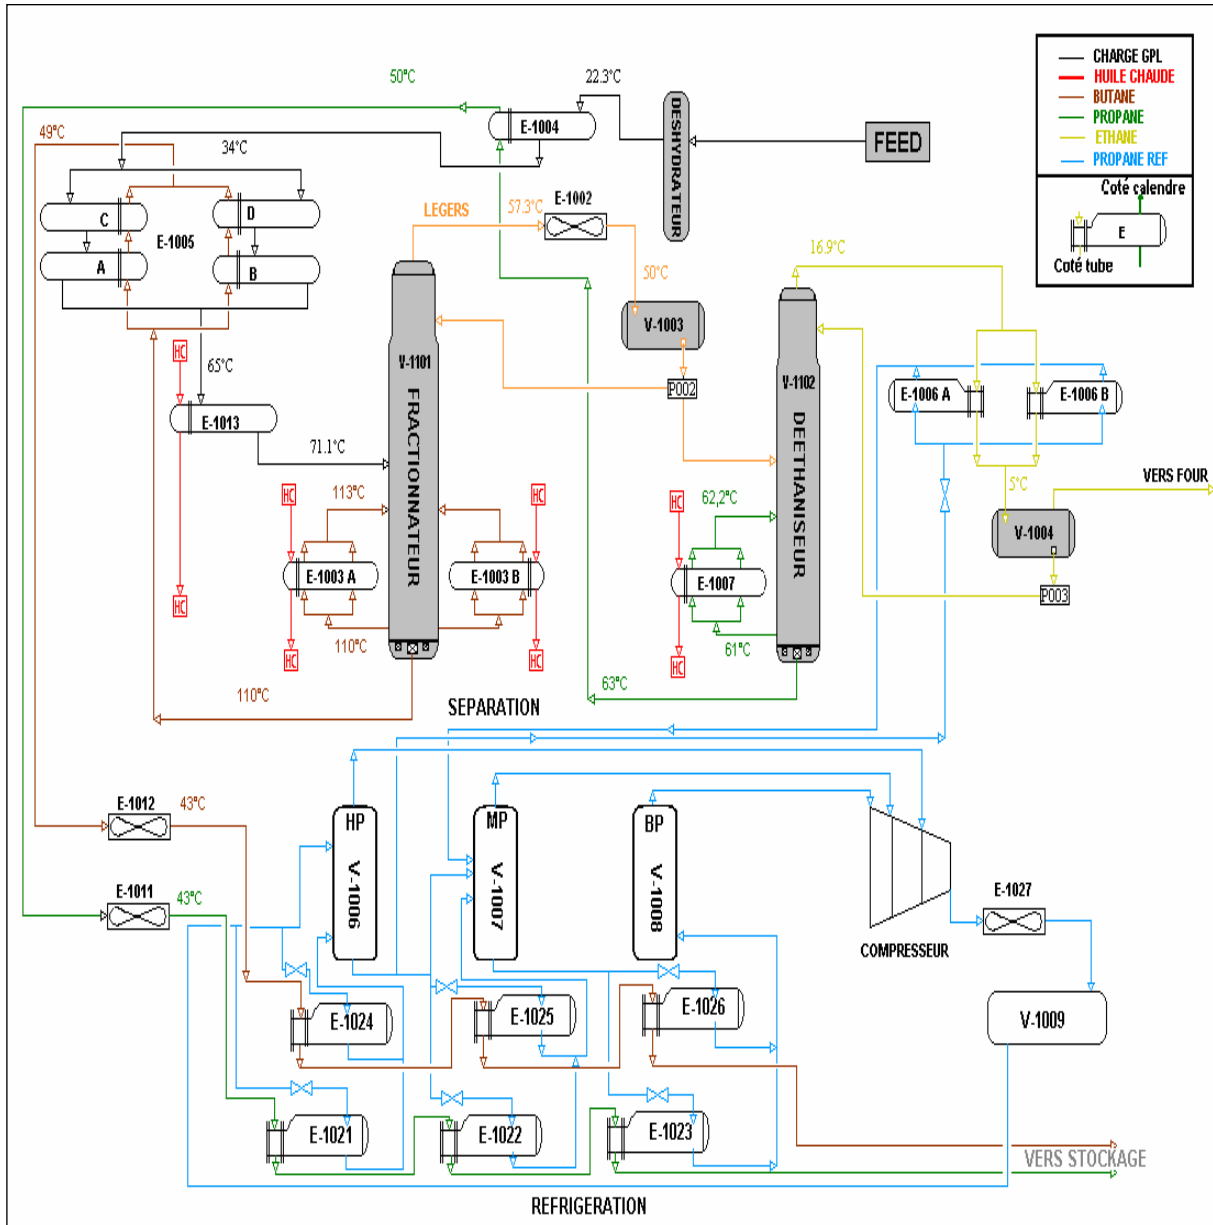 CHARGE GPL
HUILE CHAUDE
BUTANE
PROPANE
ETHANE
PROPANE REF
Coté calendre
E
Coté tube
50°C
22.3°C
E-1004
DESHYDRATEUR
FEED
49°C
34°C
C
D
E-1005
A
B
LEGERS
57.3°C
E-1002
50°C
V-1003
P002
16.9°C
V-1101
FRACTIONNATEUR
V-1102
DEETHANISEUR
E-1006 A
E-1006 B
HC
65°C
E-1013
71.1°C
HC
5°C
VERS FOUR
V-1004
P003
HC
113°C
HC
E-1003 A
E-1003 B
110°C
HC
HC
HC
62,2°C
E-1007
61°C
HC
110°C
63°C
SEPARATION
E-1012
43°C
E-1011
43°C
HP
V-1006
MP
V-1007
BP
V-1008
COMPRESSEUR
E-1027
V-1009
E-1024
E-1025
E-1026
E-1021
E-1022
E-1023
VERS STOCKAGE
REFRIGERATION